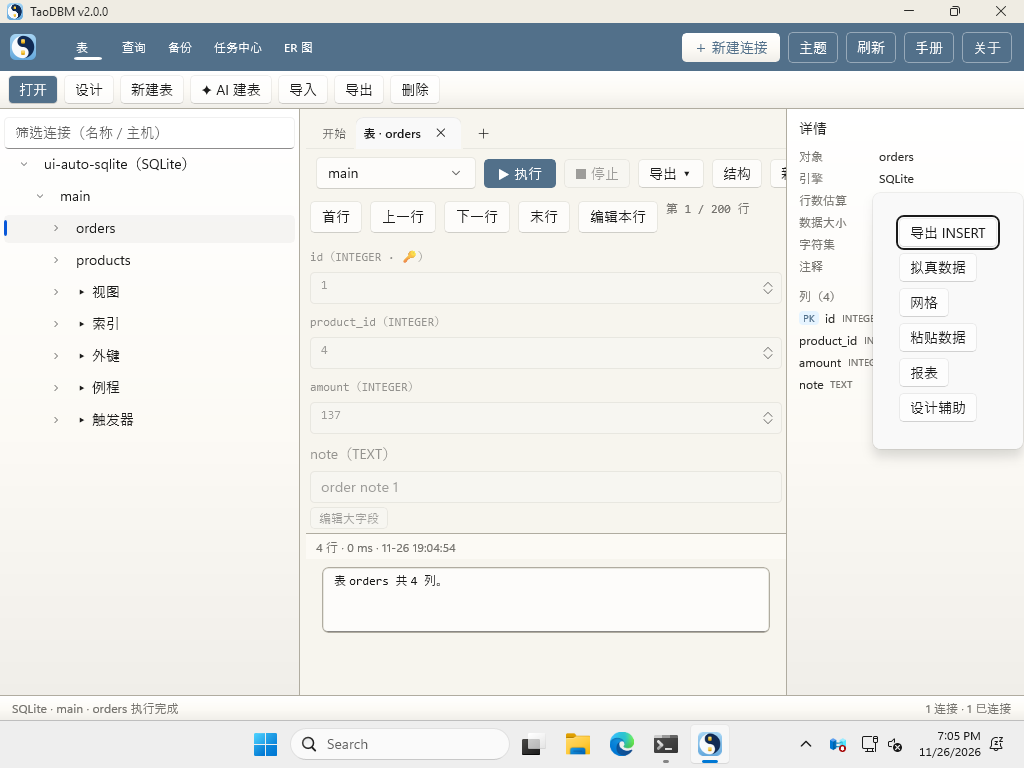 TaoDBM v2.0.0
表
查询
备份
任务中心
ER 图
+ 新建连接
主题
刷新
手册
关于
打开
设计
新建表
✦ AI 建表
导入
导出
删除
筛选连接（名称 / 主机）
ui-auto-sqlite（SQLite）
main
orders
products
视图
索引
外键
例程
触发器
开始
表 · orders
main
执行
停止
导出
结构
首行
上一行
下一行
末行
编辑本行
第 1 / 200 行
id（INTEGER · 🔑）
1
product_id（INTEGER）
4
amount（INTEGER）
137
note（TEXT）
order note 1
编辑大字段
4 行 · 0 ms · 11-26 19:04:54
表 orders 共 4 列。
详情
对象 orders
引擎 SQLite
行数估算
数据大小
字符集
注释
列（4）
PK id INTEGE
product_id IN
amount INTEG
note TEXT
导出 INSERT
拟真数据
网格
粘贴数据
报表
设计辅助
SQLite · main · orders 执行完成
1 连接 · 1 已连接
Search
7:05 PM
11/26/2026